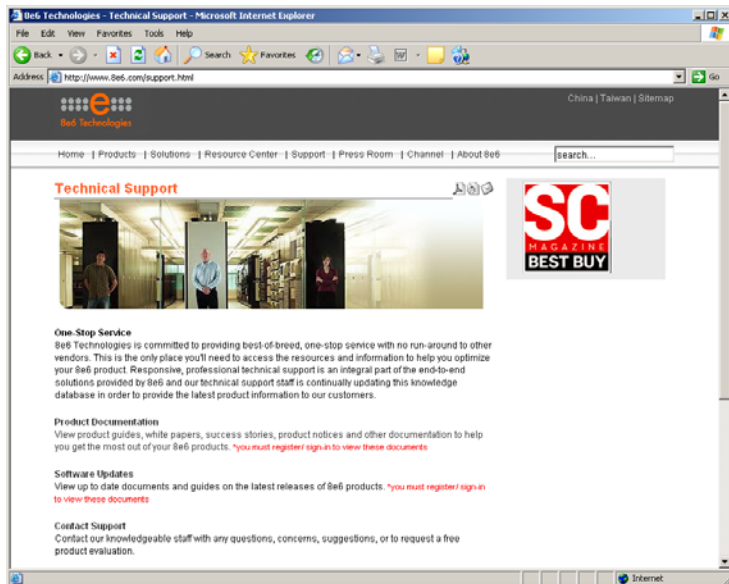 8e6 Technologies - Technical Support - Microsoft Internet Explorer
File Edit View Favorites Tools Help
Back Search Favorites
Address http://www.8e6.com/support.html Go
China | Taiwan | Sitemap
e
8e6 Technologies
Home | Products | Solutions | Resource Center | Support | Press Room | Channel | About 8e6 search...
Technical Support
SC
MAGAZINE
BEST BUY
One-Stop Service
8e6 Technologies is committed to providing best-of-breed, one-stop service with no run-around to other
vendors. This is the only place you'll need to access the resources and information to help you optimize
your 8e6 product. Responsive, professional technical support is an integral part of the end-to-end
solutions provided by 8e6 and our technical support staff is continually updating this knowledge
database in order to provide the latest product information to our customers.
Product Documentation
View product guides, white papers, success stories, product notices and other documentation to help
you get the most out of your 8e6 products. *you must register/ sign-in to view these documents
Software Updates
View up to date documents and guides on the latest releases of 8e6 products. *you must register/ sign-in
to view these documents
Contact Support
Contact our knowledgeable staff with any questions, concerns, suggestions, or to request a free
product evaluation.
Internet